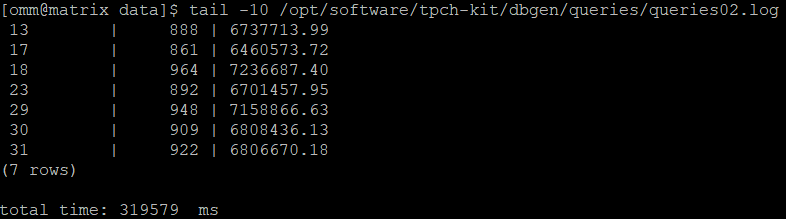 [omm@matrix data]$ tail -10 /opt/software/tpch-kit/dbgen/queries/queries02.log
 13         |     888 | 6737713.99
 17         |     861 | 6460573.72
 18         |     964 | 7236687.40
 23         |     892 | 6701457.95
 29         |     948 | 7158866.63
 30         |     909 | 6808436.13
 31         |     922 | 6806670.18
(7 rows)

total time: 319579  ms